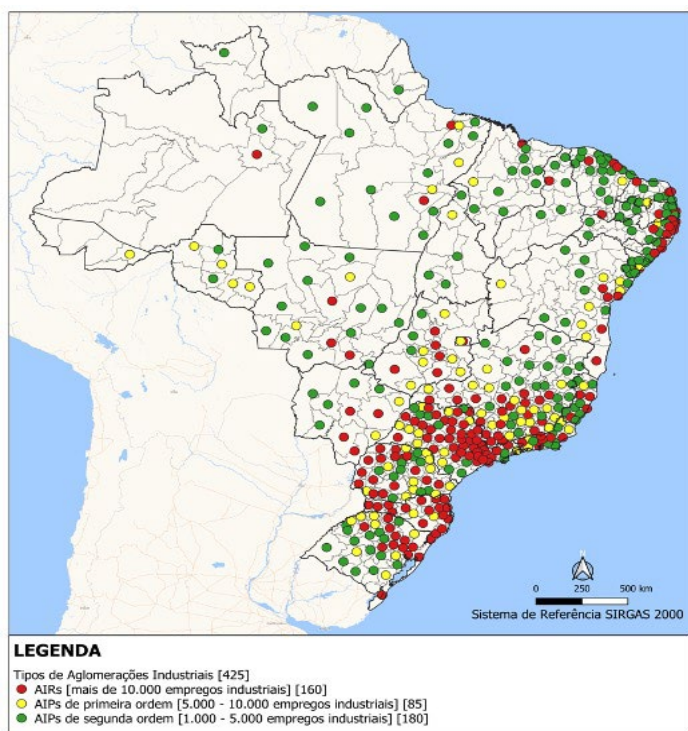 N
0 250 500 km
Sistema de Referência SIRGAS 2000
LEGENDA
Tipos de Aglomerações Industriais [425]
AIRs [mais de 10.000 empregos industriais] [160]
AIPs de primeira ordem [5.000 - 10.000 empregos industriais] [85]
AIPs de segunda ordem [1.000 - 5.000 empregos industriais] [180]